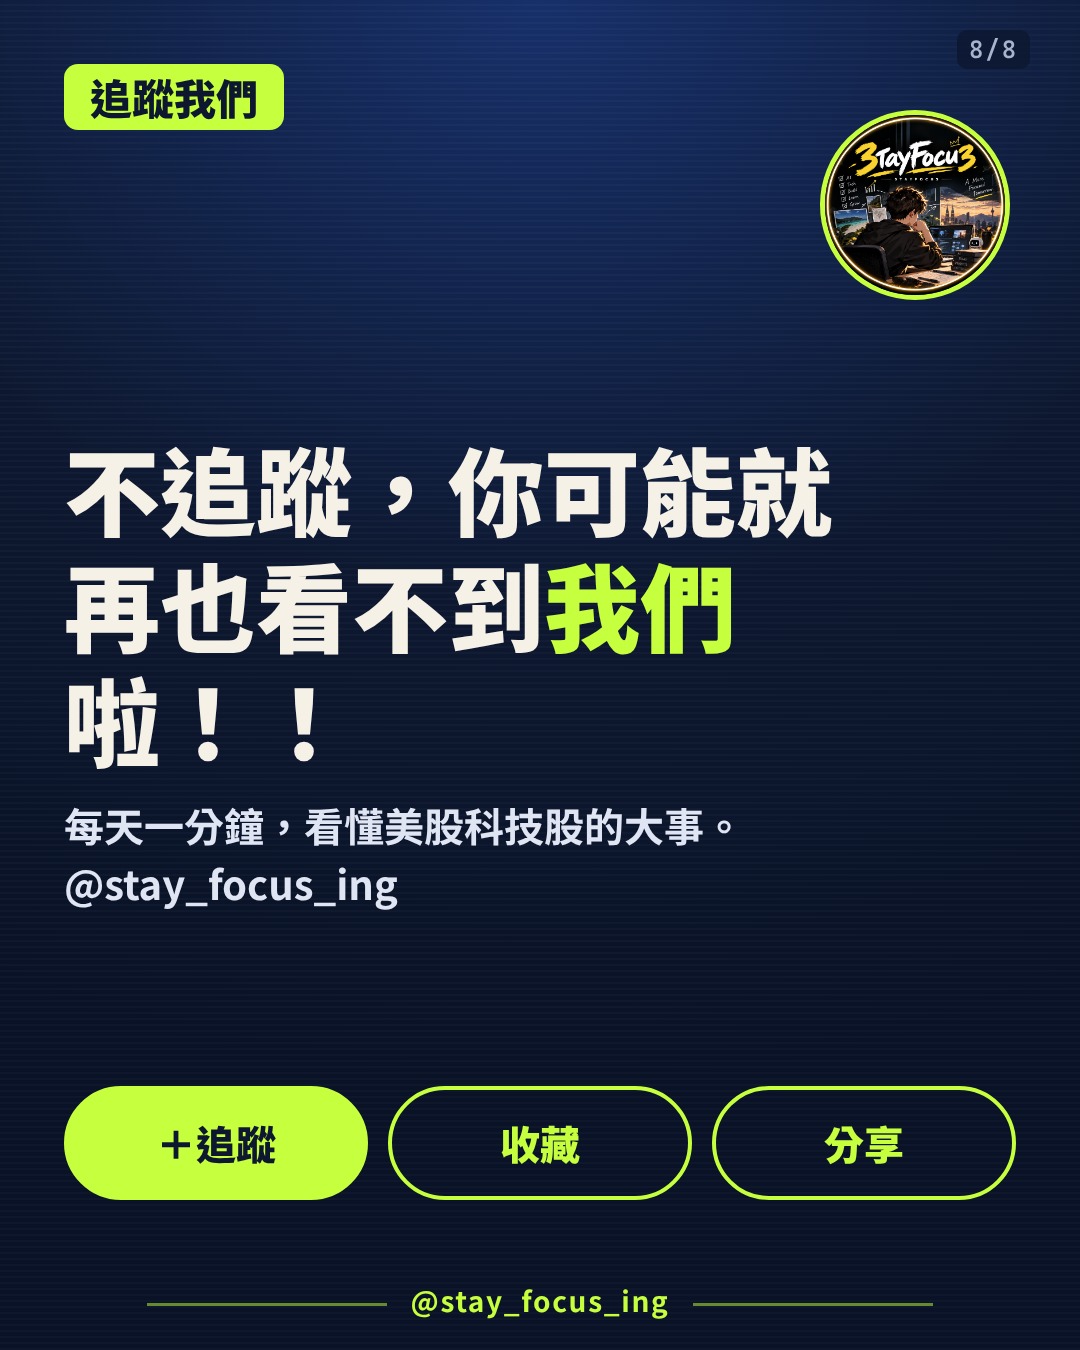 8/8
追蹤我們
3TayFocu3
不追蹤，你可能就
再也看不到我們
啦！！
每天一分鐘，看懂美股科技股的大事。
@stay_focus_ing
＋追蹤
收藏
分享
@stay_focus_ing